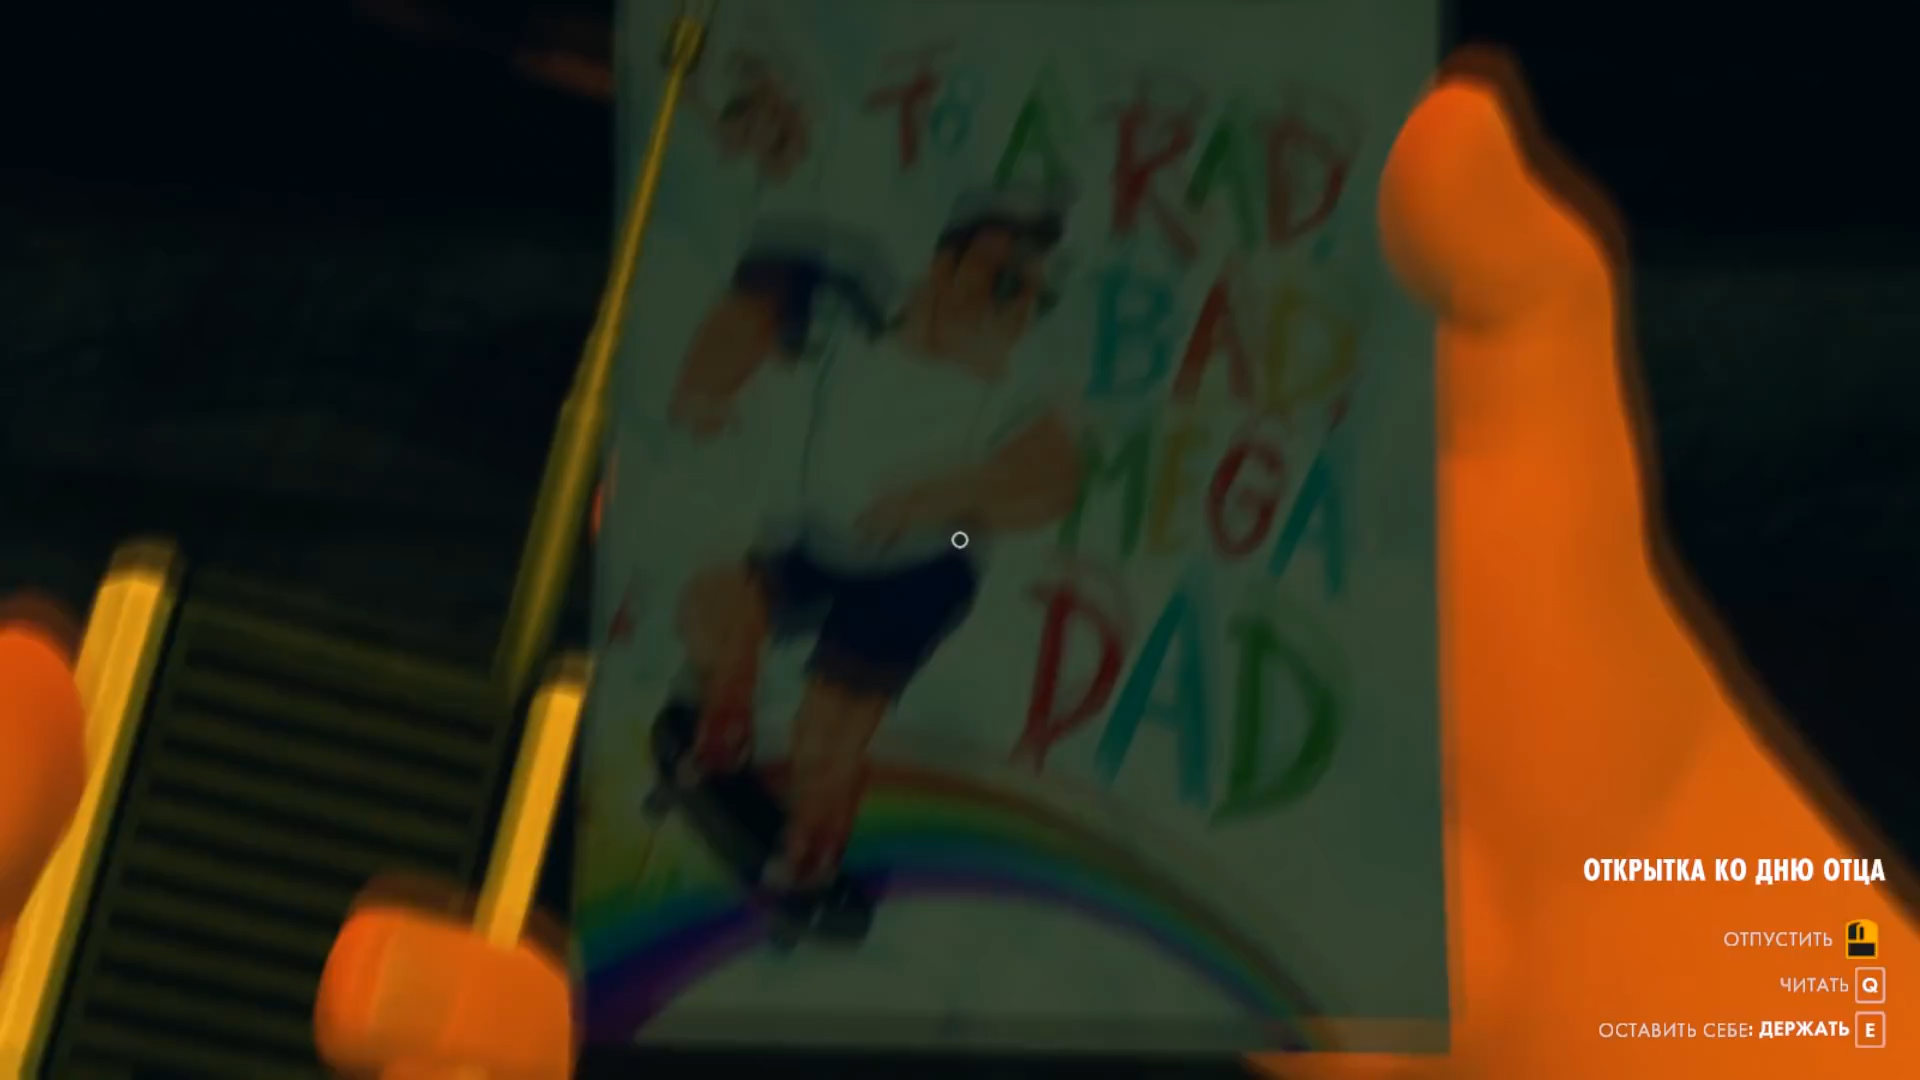 To A RAD,
BAD,
MEGA
DAD
ОТКРЫТКА КО ДНЮ ОТЦА
ОТПУСТИТЬ
ЧИТАТЬ Q
ОСТАВИТЬ СЕБЕ: ДЕРЖАТЬ E